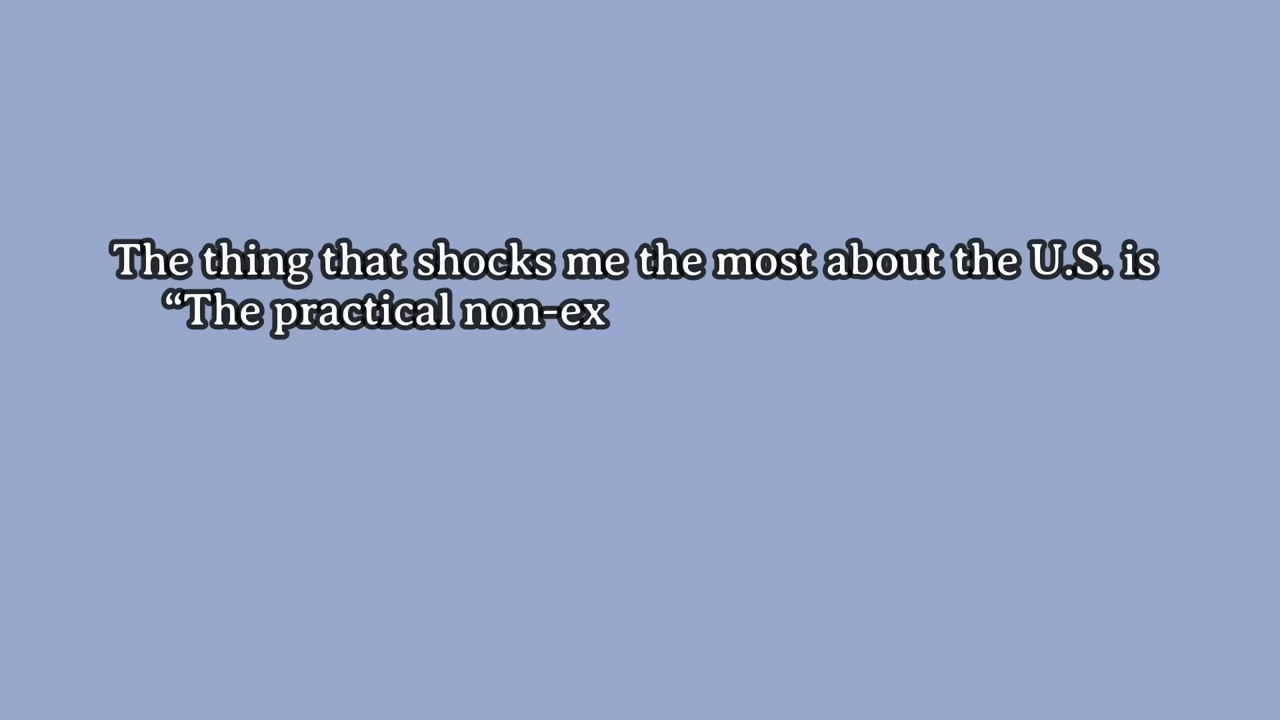 The thing that shocks me the most about the U.S. is
“The practical non-ex